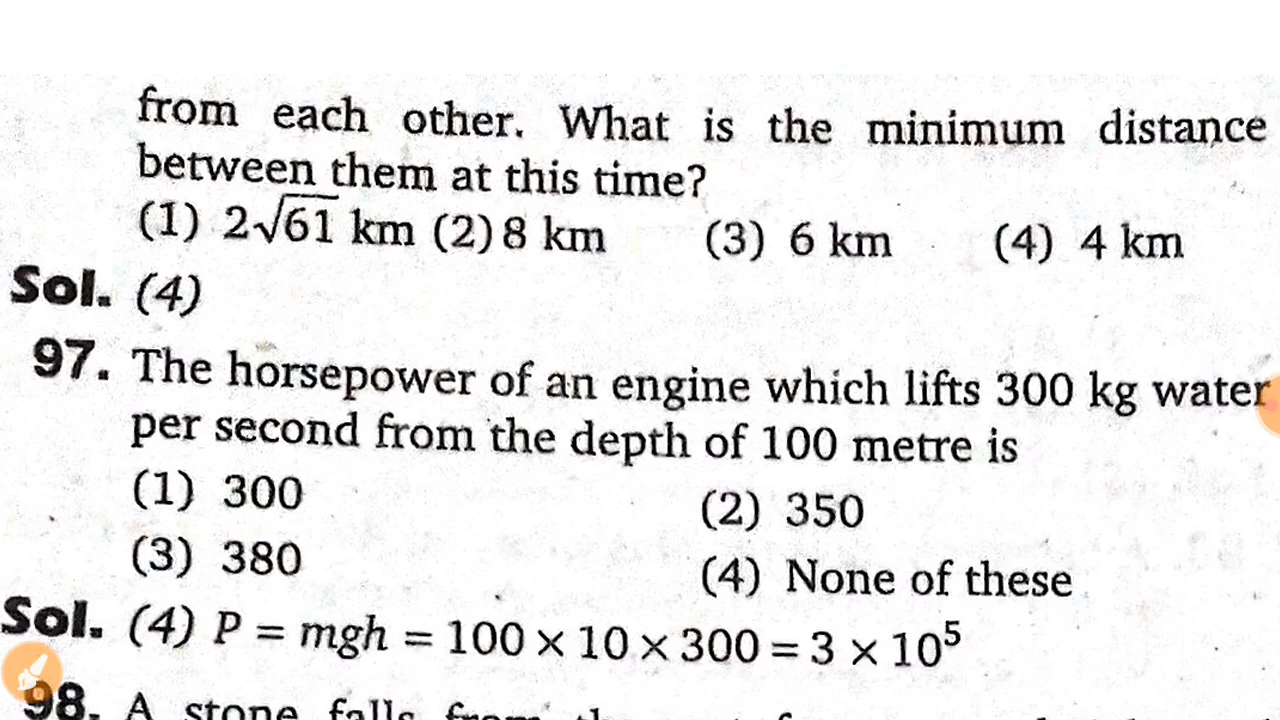 from each other. What is the minimum distance
between them at this time?
(1) 2√61 km (2) 8 km (3) 6 km (4) 4 km
Sol. (4)
97. The horsepower of an engine which lifts 300 kg water
per second from the depth of 100 metre is
(1) 300 (2) 350
(3) 380 (4) None of these
Sol. (4) P = mgh = 100 × 10 × 300 = 3 × 10⁵
98. A stone falls from the